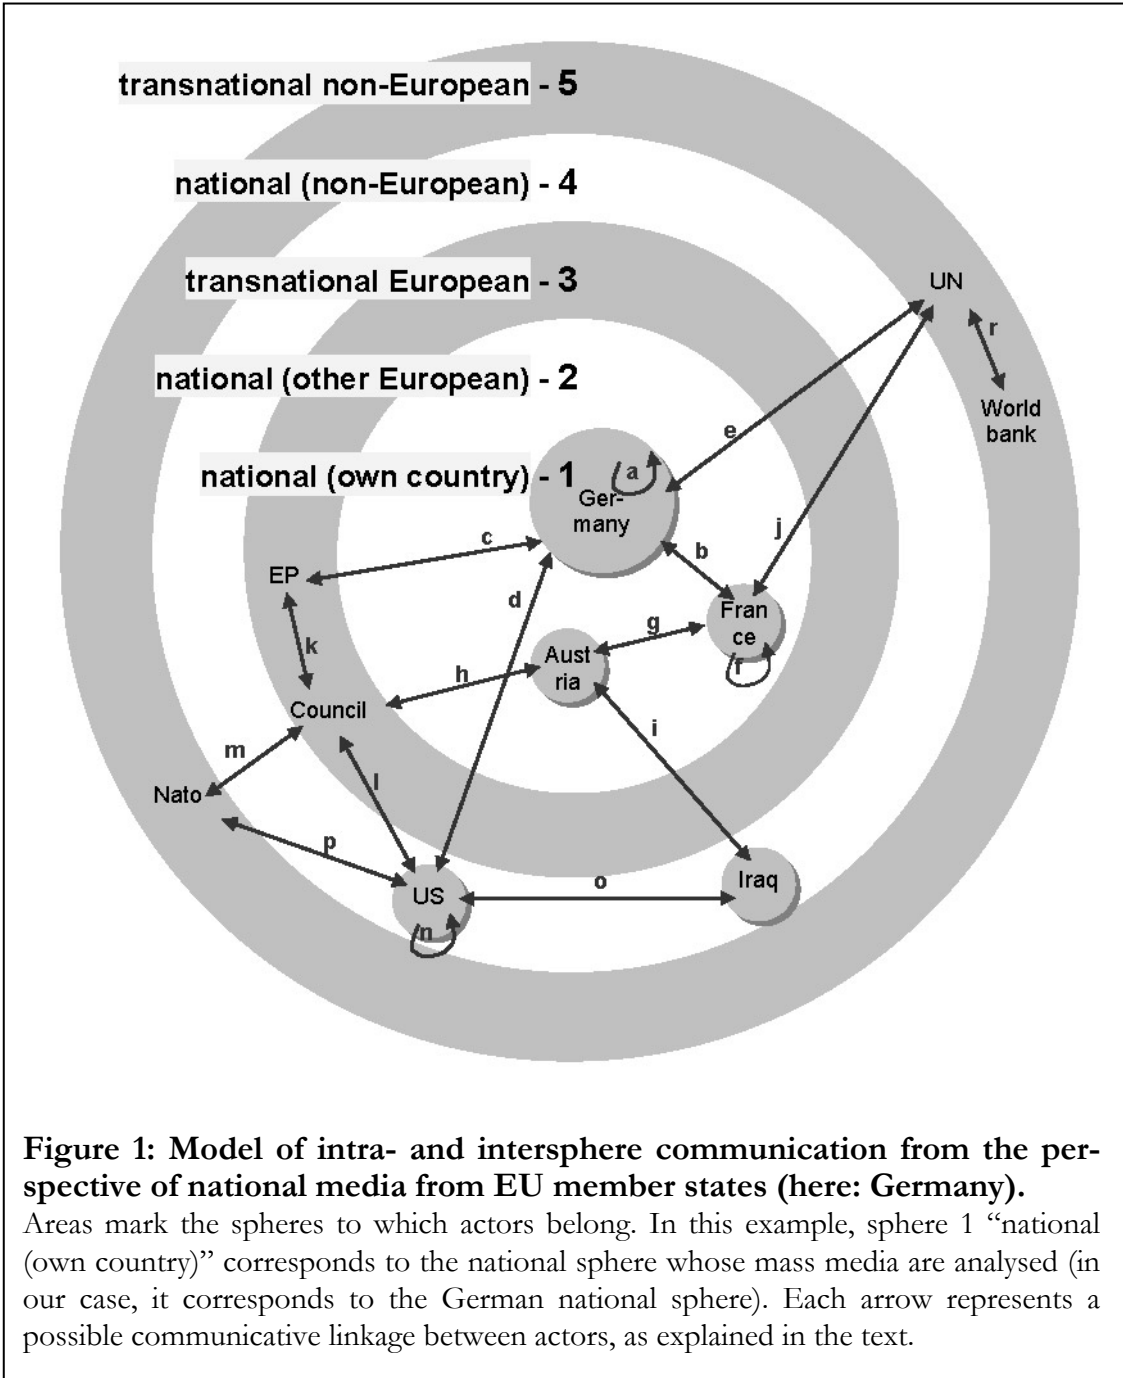 transnational non-European - 5
national (non-European) - 4
transnational European - 3
UN
r
national (other European) - 2
World
bank
e
national (own country) - 1
a
Ger-
many
j
c
b
EP
d
Fran
ce
g
k
Aust
ria
f
h
Council
i
m
l
Nato
p
US
o
Iraq
n
Figure 1: Model of intra- and intersphere communication from the per-
spective of national media from EU member states (here: Germany).
Areas mark the spheres to which actors belong. In this example, sphere 1 “national
(own country)” corresponds to the national sphere whose mass media are analysed (in
our case, it corresponds to the German national sphere). Each arrow represents a
possible communicative linkage between actors, as explained in the text.